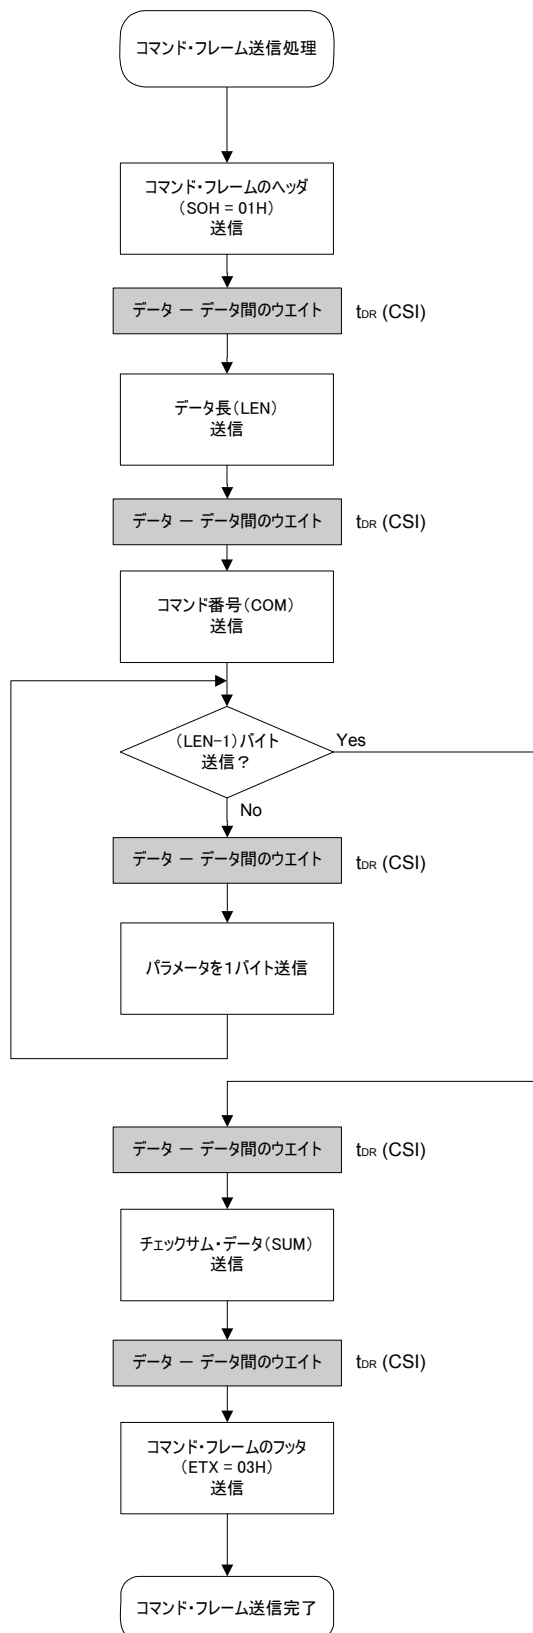 コマンド・フレーム送信処理
コマンド・フレームのヘッダ
(SOH = 01H)
送信
データ － データ間のウエイト tDR (CSI)
データ長(LEN)
送信
データ － データ間のウエイト tDR (CSI)
コマンド番号(COM)
送信
(LEN-1)バイト
送信？
Yes
No
データ － データ間のウエイト tDR (CSI)
パラメータを１バイト送信
データ － データ間のウエイト tDR (CSI)
チェックサム・データ(SUM)
送信
データ － データ間のウエイト tDR (CSI)
コマンド・フレームのフッタ
(ETX = 03H)
送信
コマンド・フレーム送信完了